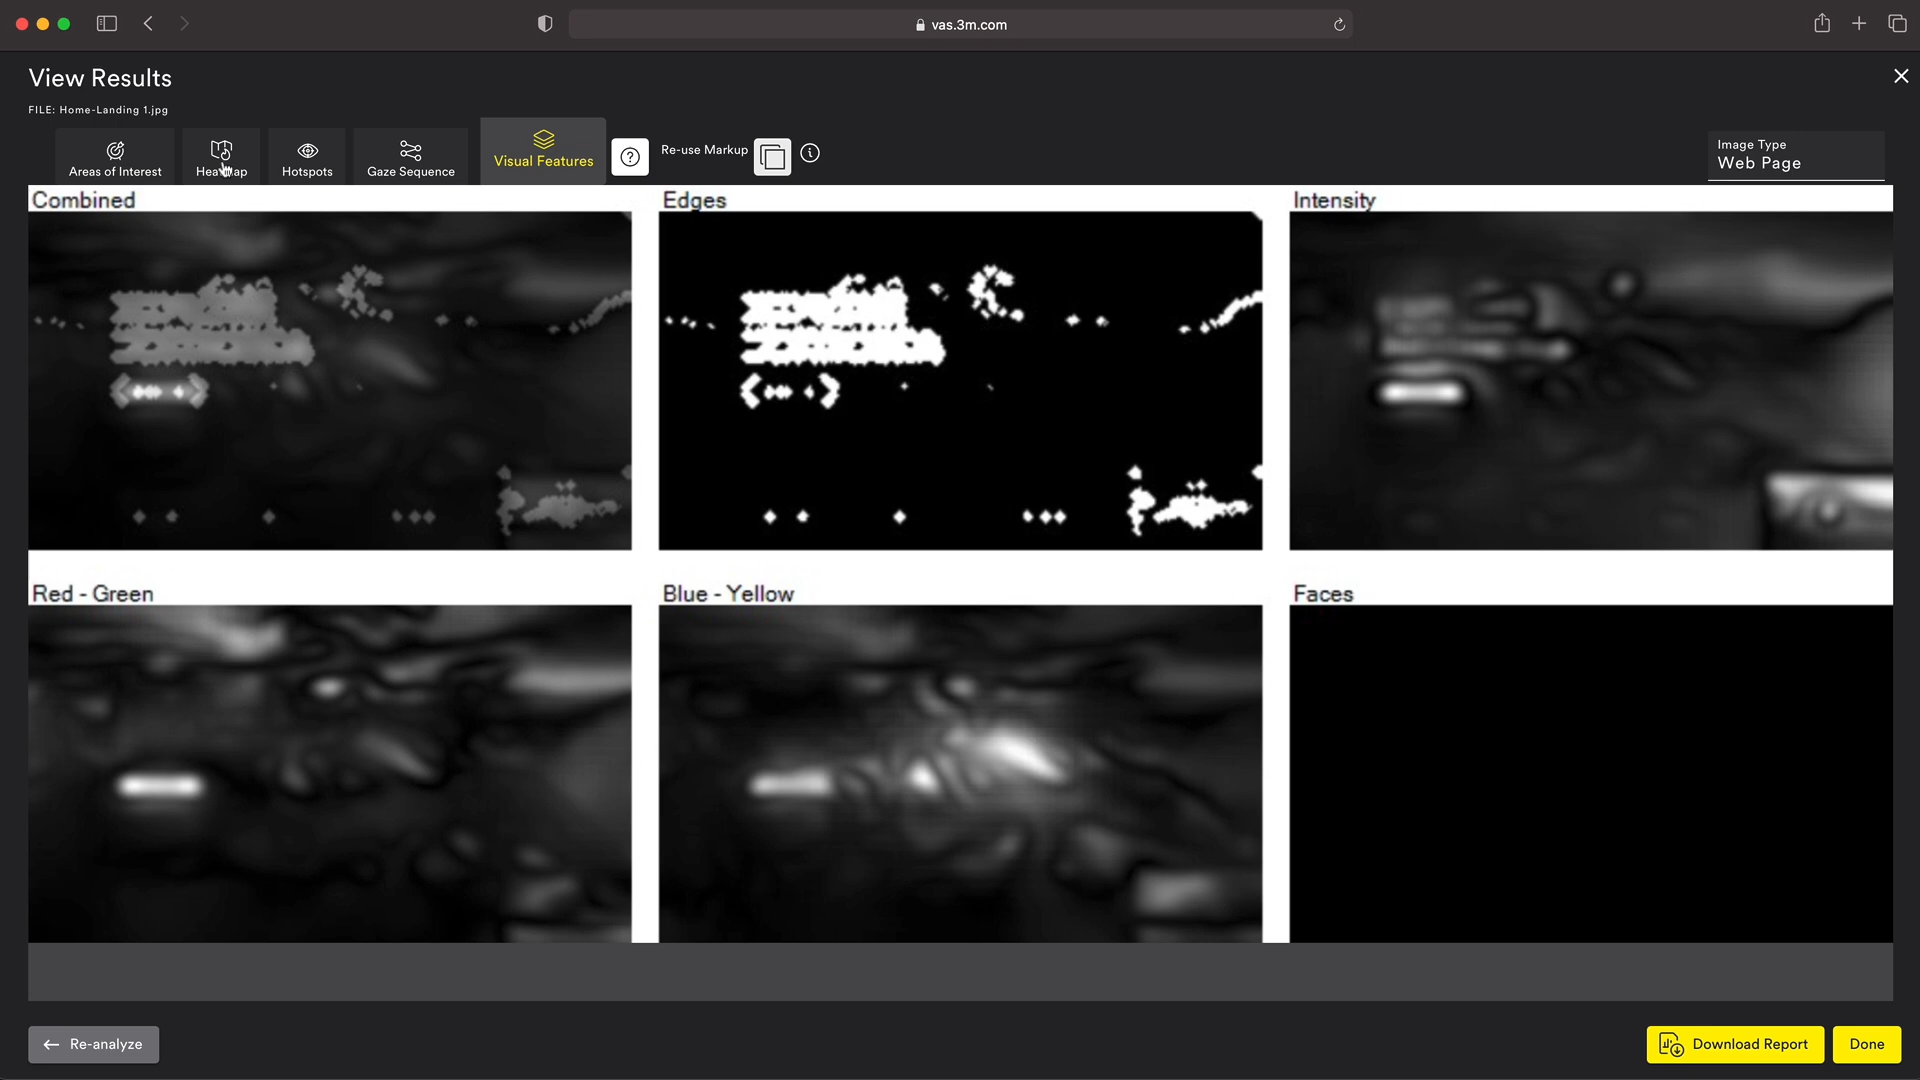 vas.3m.com
View Results
FILE: Home-Landing 1.jpg
Areas of Interest
Heatmap
Hotspots
Gaze Sequence
Visual Features
Re-use Markup
Image Type
Web Page
Combined
Edges
Intensity
Red - Green
Blue - Yellow
Faces
Re-analyze
Download Report
Done